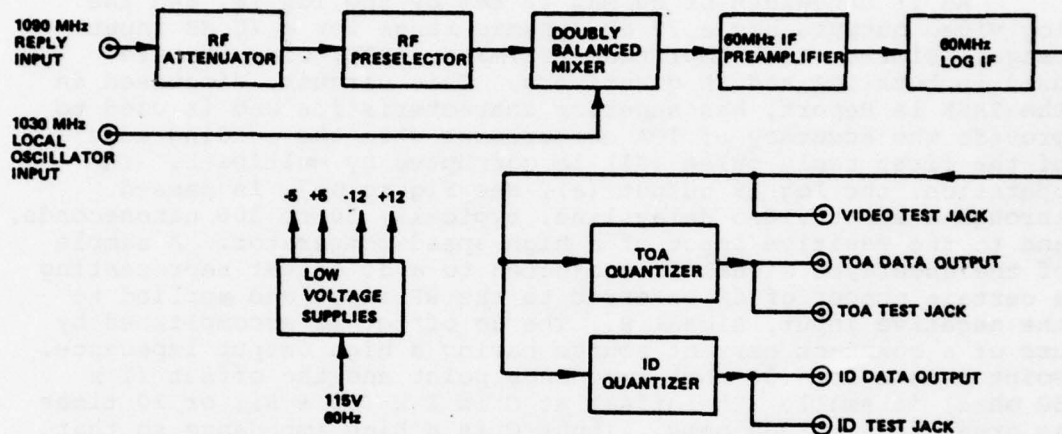 1090 MHz
REPLY
INPUT
RF
ATTENUATOR
RF
PRESELECTOR
DOUBLY
BALANCED
MIXER
60MHz IF
PREAMPLIFIER
60MHz
LOG IF
1030 MHz
LOCAL
OSCILLATOR
INPUT
-5 +6 -12 +12
LOW
VOLTAGE
SUPPLIES
115V
60Hz
VIDEO TEST JACK
TOA
QUANTIZER
TOA DATA OUTPUT
TOA TEST JACK
ID
QUANTIZER
ID DATA OUTPUT
ID TEST JACK